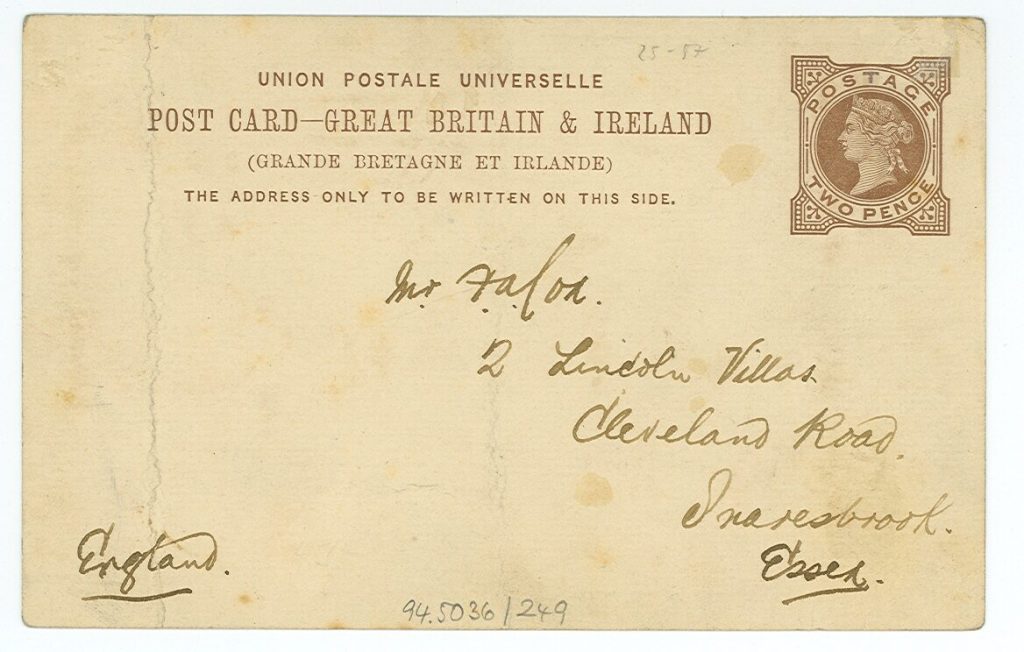 25-57
UNION POSTALE UNIVERSELLE
POST CARD—GREAT BRITAIN & IRELAND
(GRANDE BRETAGNE ET IRLANDE)
THE ADDRESS ONLY TO BE WRITTEN ON THIS SIDE.
POSTAGE
TWO PENCE
Mr F.A. Cox.
2 Lincoln Villas
Cleveland Road.
Snaresbrook.
Essex.
England.
94.5036/249